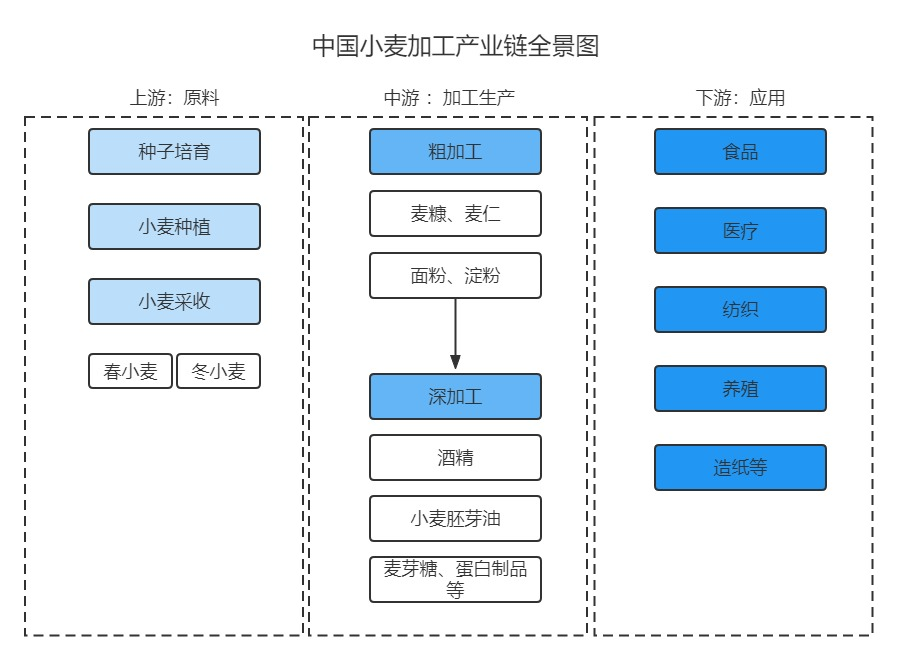 中国小麦加工产业链全景图
上游：原料
种子培育
小麦种植
小麦采收
春小麦
冬小麦
中游 ：加工生产
粗加工
麦糠、麦仁
面粉、淀粉
深加工
酒精
小麦胚芽油
麦芽糖、蛋白制品
等
下游：应用
食品
医疗
纺织
养殖
造纸等